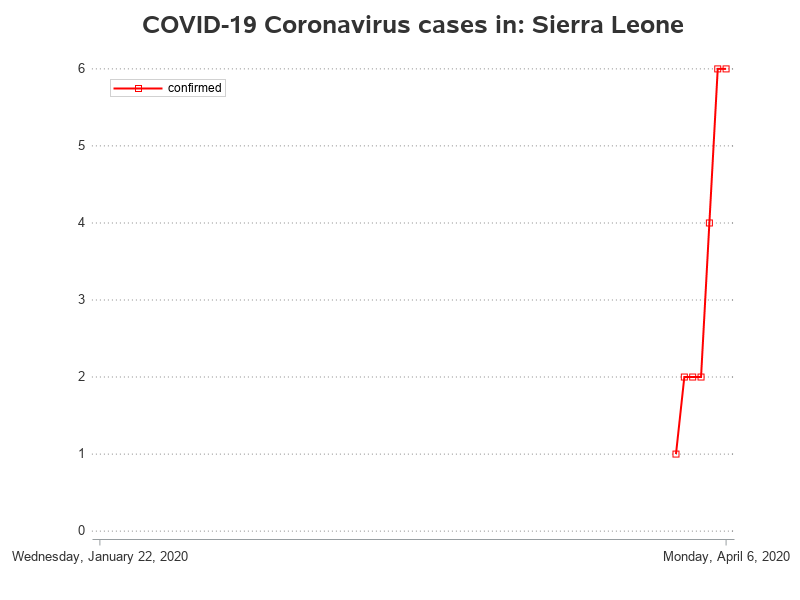 COVID-19 Coronavirus cases in: Sierra Leone
6
confirmed
5
4
3
2
1
0
Wednesday, January 22, 2020
Monday, April 6, 2020